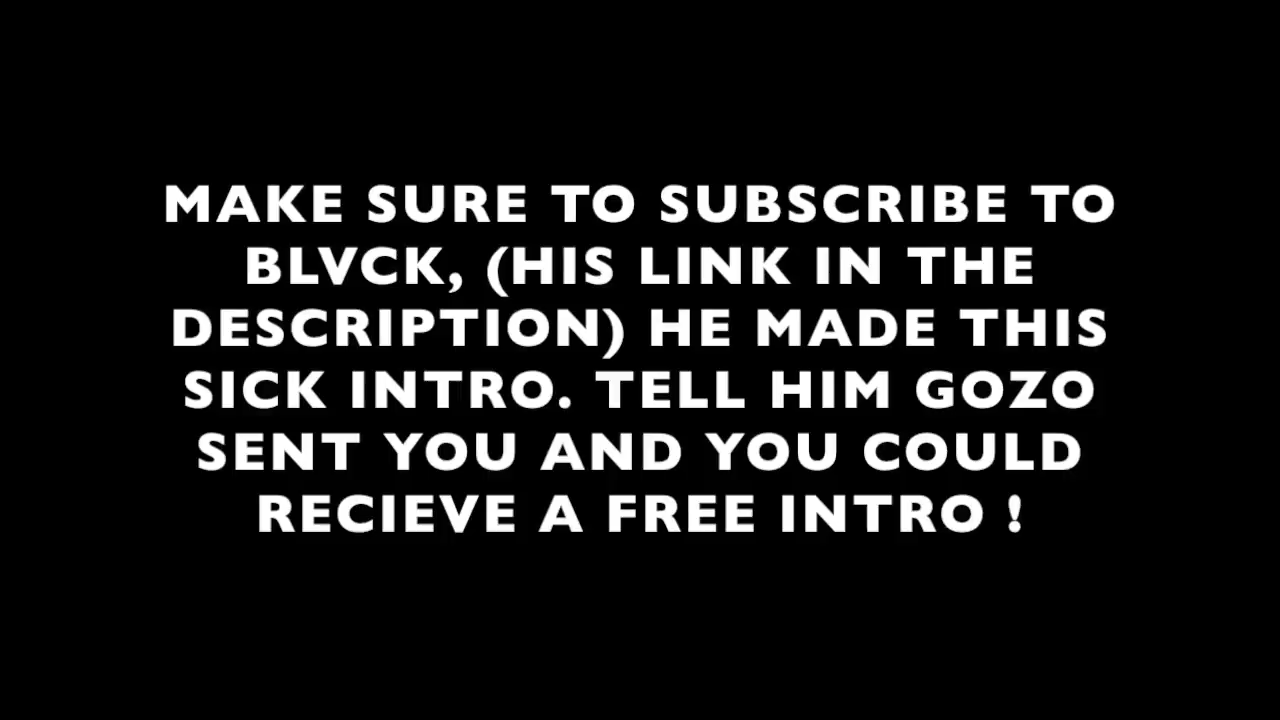 MAKE SURE TO SUBSCRIBE TO
BLVCK, (HIS LINK IN THE
DESCRIPTION) HE MADE THIS
SICK INTRO. TELL HIM GOZO
SENT YOU AND YOU COULD
RECIEVE A FREE INTRO !